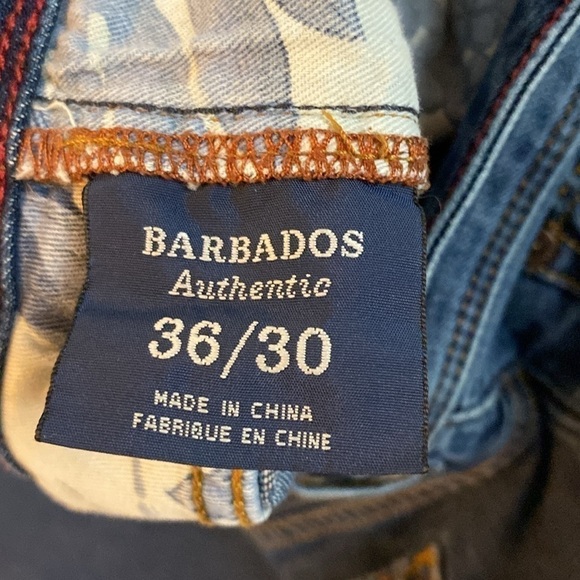 BARBADOS
Authentic
36/30
MADE IN CHINA
FABRIQUE EN CHINE